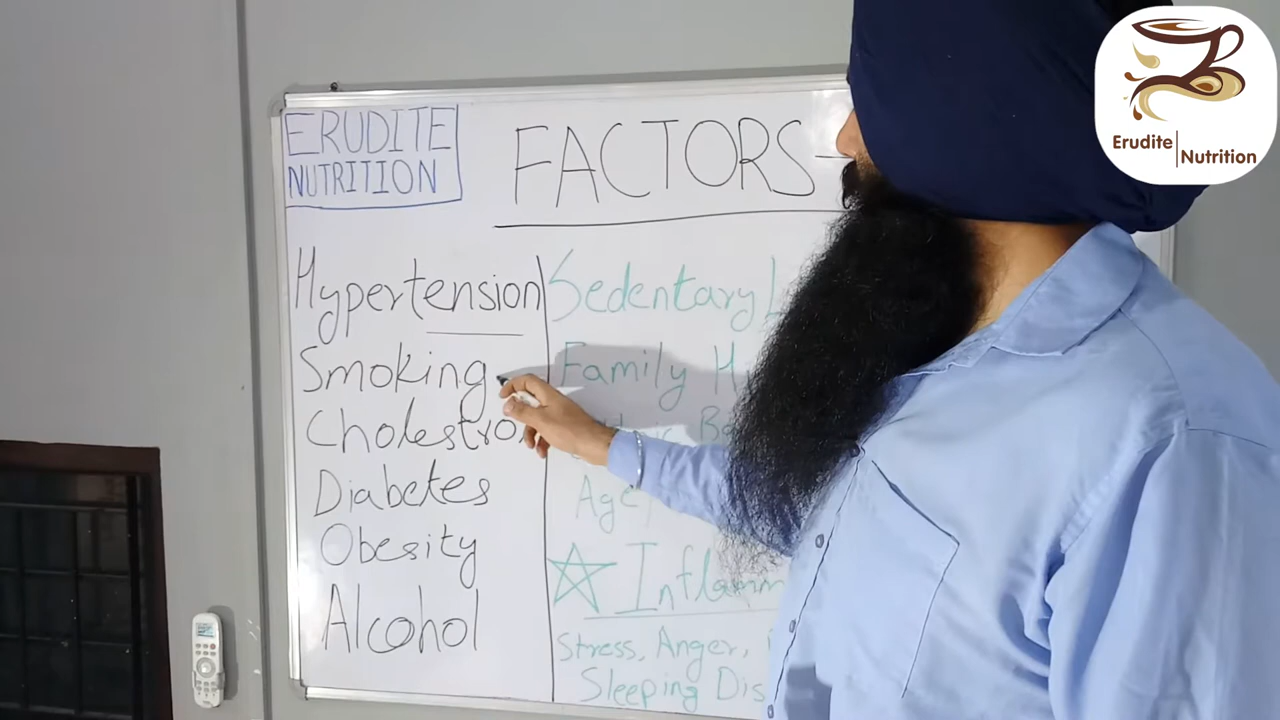 ERUDITE
NUTRITION
FACTORS-
Hypertension
Smoking
Cholestrol
Diabetes
Obesity
Alcohol
Sedentary L
Family Hi
Age,
Inflamm
Stress, Anger,
Sleeping Dis
Erudite
Nutrition